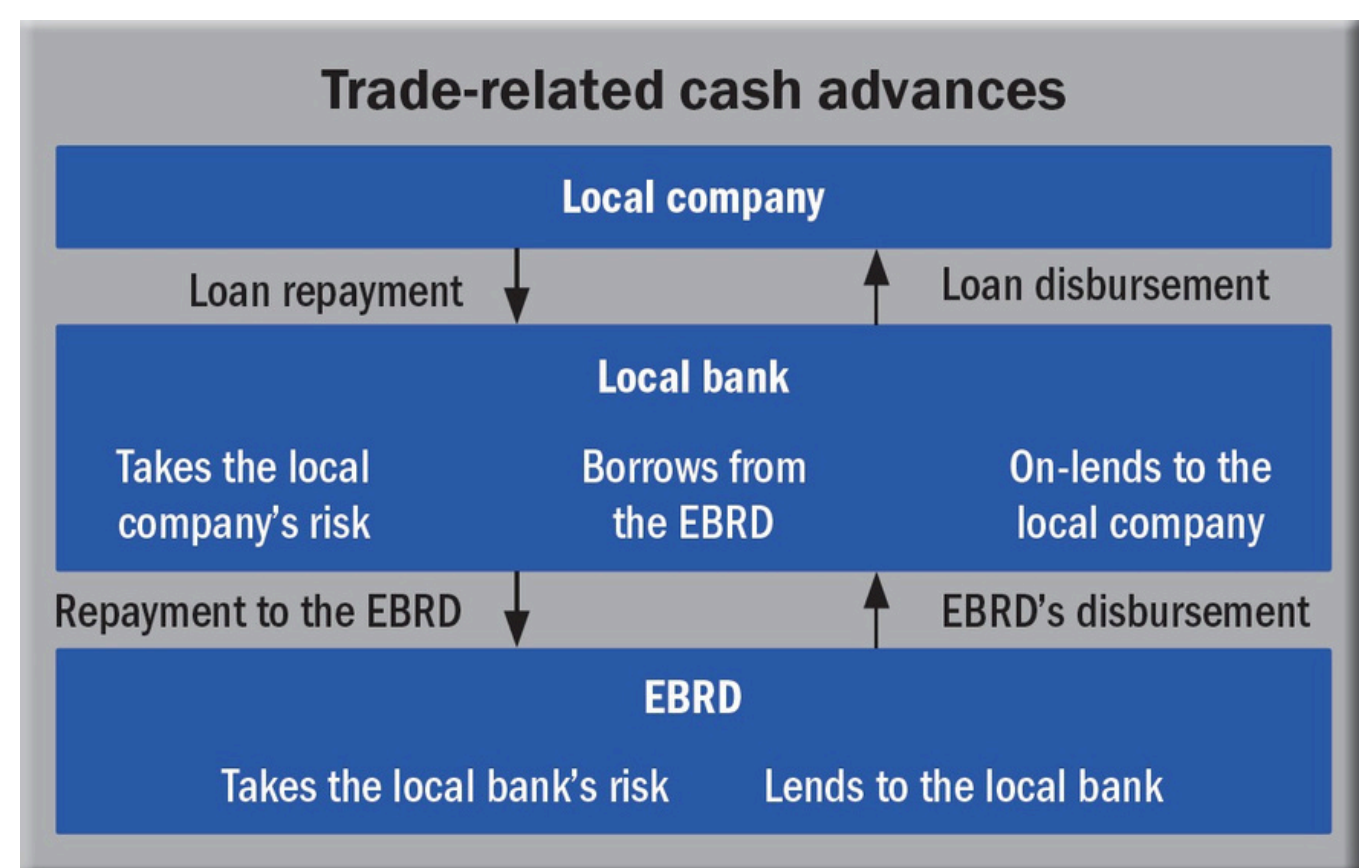 Trade-related cash advances
Local company
Loan repayment
Loan disbursement
Local bank
Takes the local
company's risk
Borrows from
the EBRD
On-lends to the
local company
Repayment to the EBRD
EBRD's disbursement
EBRD
Takes the local bank's risk
Lends to the local bank